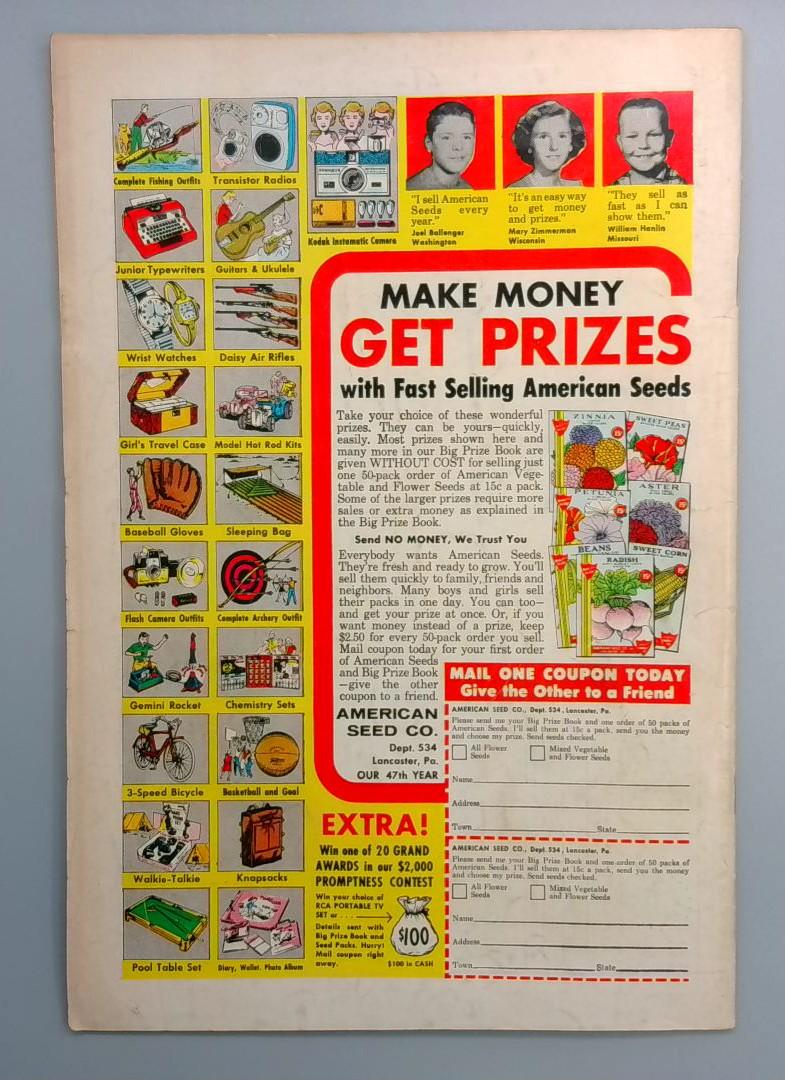 Complete Fishing Outfits
Transistor Radios
Kodak Instamatic Camera
"I sell American
Seeds every
year."
Joel Ballenger
Washington
"It's an easy way
to get money
and prizes."
Mary Zimmerman
Wisconsin
"They sell as
fast as I can
show them."
William Hanlin
Missouri
Junior Typewriters
Guitars & Ukulele
Wrist Watches
Daisy Air Rifles
Girl's Travel Case
Model Hot Rod Kits
Baseball Gloves
Sleeping Bag
Flash Camera Outfits
Complete Archery Outfit
Gemini Rocket
Chemistry Sets
3-Speed Bicycle
Basketball and Goal
Walkie-Talkie
Knapsocks
Pool Table Set
Diary, Wallet, Photo Album
MAKE MONEY
GET PRIZES
with Fast Selling American Seeds
Take your choice of these wonderful
prizes. They can be yours—quickly,
easily. Most prizes shown here and
many more in our Big Prize Book are
given WITHOUT COST for selling just
one 50-pack order of American Vege-
table and Flower Seeds at 15c a pack.
Some of the larger prizes require more
sales or extra money as explained in
the Big Prize Book.
Send NO MONEY, We Trust You
Everybody wants American Seeds.
They're fresh and ready to grow. You'll
sell them quickly to family, friends and
neighbors. Many boys and girls sell
their packs in one day. You can too—
and get your prize at once. Or, if you
want money instead of a prize, keep
$2.50 for every 50-pack order you sell.
Mail coupon today for your first order
of American Seeds
and Big Prize Book
—give the other
coupon to a friend.
AMERICAN
SEED CO.
Dept. 534
Lancaster, Pa.
OUR 47th YEAR
ZINNIA
SWEET PEAS
PETUNIA
ASTER
BEANS
RADISH
SWEET CORN
MAIL ONE COUPON TODAY
Give the Other to a Friend
AMERICAN SEED CO., Dept. 534, Lancaster, Pa.
Please send me your Big Prize Book and one order of 50 packs of
American Seeds. I'll sell them at 15c a pack, send you the money
and choose my prize. Send seeds checked.
All Flower
Seeds
Mixed Vegetable
and Flower Seeds
Name
Address
Town State
AMERICAN SEED CO., Dept. 534, Lancaster, Pa.
Please send me your Big Prize Book and one order of 50 packs of
American Seeds. I'll sell them at 15c a pack, send you the money
and choose my prize. Send seeds checked.
All Flower
Seeds
Mixed Vegetable
and Flower Seeds
Name
Address
Town State
EXTRA!
Win one of 20 GRAND
AWARDS in our $2,000
PROMPTNESS CONTEST
Win your choice of
RCA PORTABLE TV
SET or . . .
Details sent with
Big Prize Book and
Seed Packs. Hurry!
Mail coupon right
away.
$100
$100 in CASH